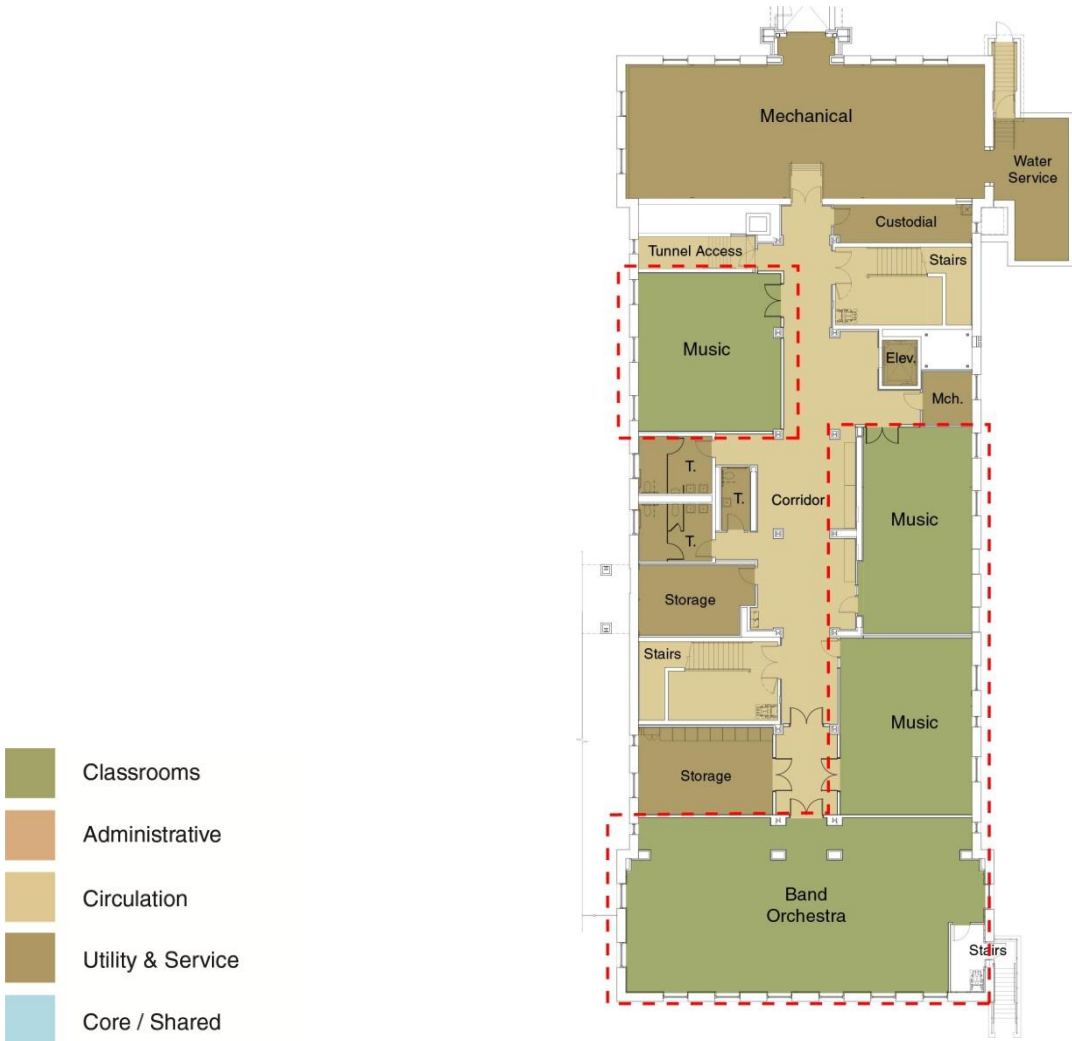 Mechanical
Water
Service
Custodial
Tunnel Access
Stairs
Music
Elev.
Mch.
T.
T.
Corridor
Music
T.
Storage
Stairs
Music
Storage
Band
Orchestra
Stairs
Classrooms
Administrative
Circulation
Utility & Service
Core / Shared